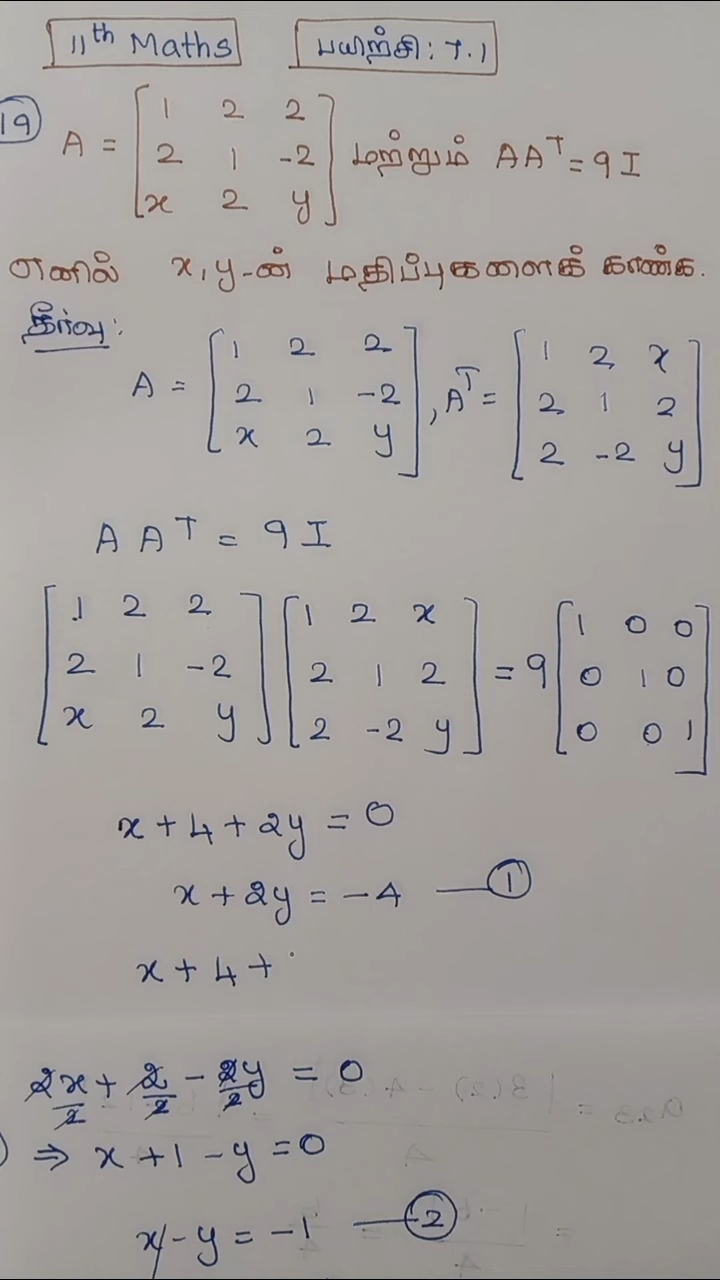 11th Maths பயிற்சி: 7.1
19 A = [1 2 2
2 1 -2
x 2 y] மற்றும் AA^T = 9I
எனில் x, y-ன் மதிப்புகளைக் காண்க.
தீர்வு:
A = [1 2 2
2 1 -2
x 2 y], A^T = [1 2 x
2 1 2
2 -2 y]
A A^T = 9 I
[1 2 2
2 1 -2
x 2 y] [1 2 x
2 1 2
2 -2 y] = 9 [1 0 0
0 1 0
0 0 1]
x + 4 + 2y = 0
x + 2y = -4 — 1
x + 4 +
2x/2 + 2/2 - 2y/2 = 0
⇒ x + 1 - y = 0
x - y = -1 — 2